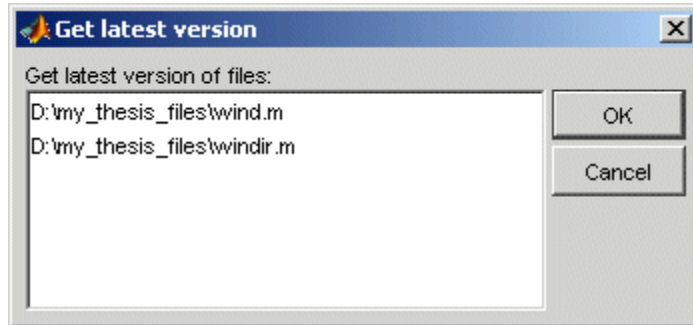 Get latest version
Get latest version of files:
D:\my_thesis_files\wind.m
D:\my_thesis_files\windir.m
OK
Cancel